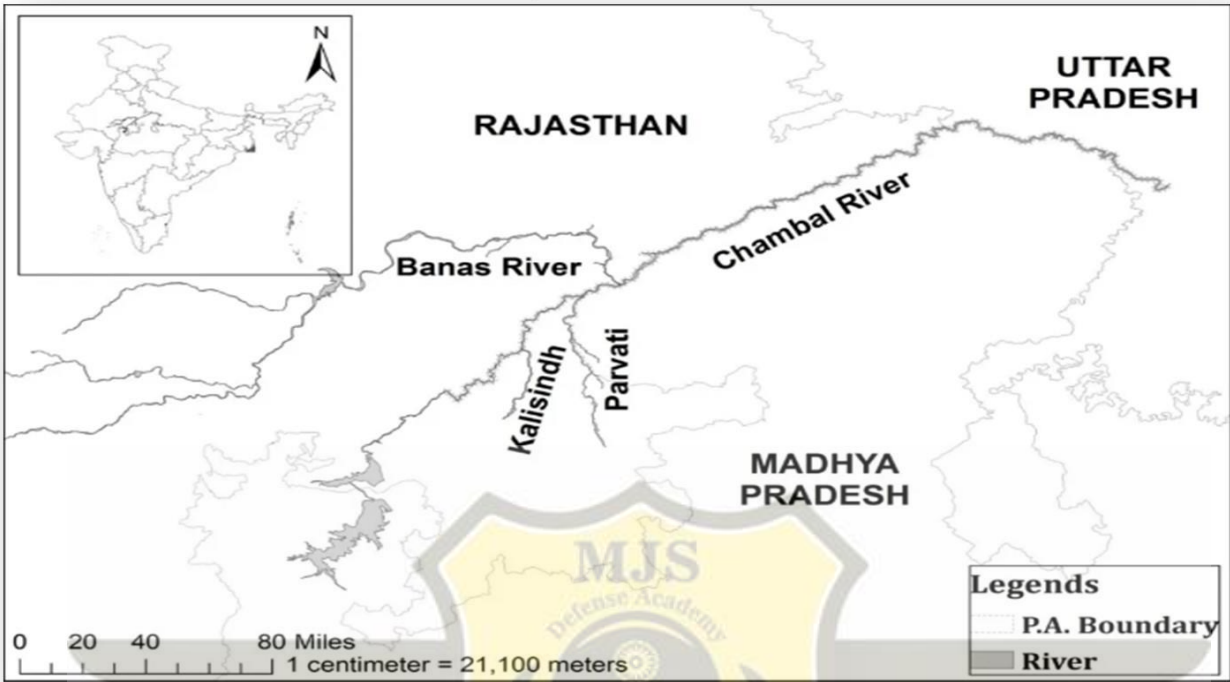 N
UTTAR
PRADESH
RAJASTHAN
Chambal River
Banas River
Kalisindh
Parvati
MADHYA
PRADESH
MJS
Defense Academy
Legends
P.A. Boundary
River
0 20 40 80 Miles
1 centimeter = 21,100 meters